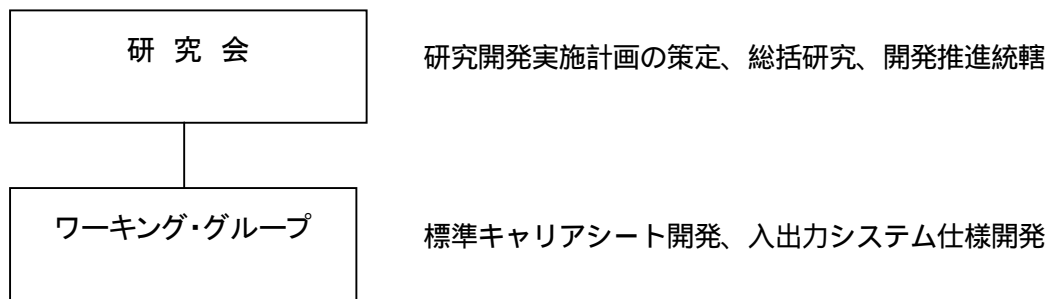 研 究 会
研究開発実施計画の策定、総括研究、開発推進統轄
ワーキング・グループ
標準キャリアシート開発、入出力システム仕様開発